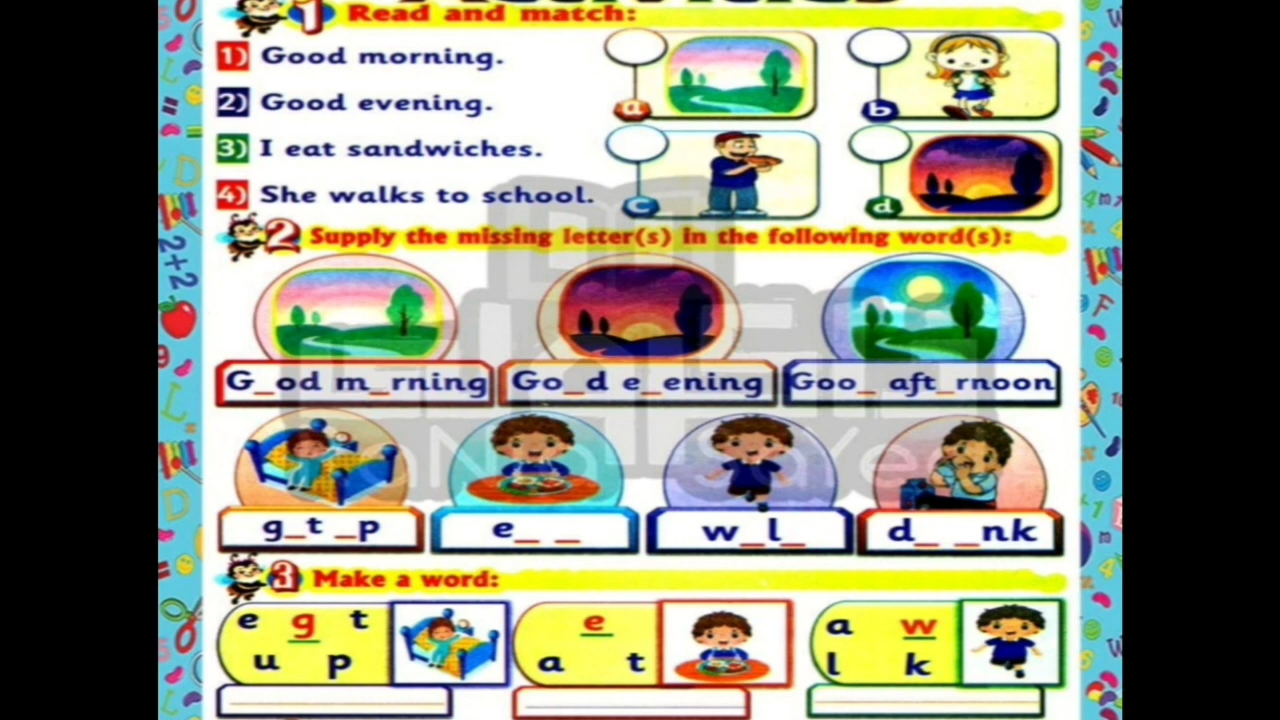 1 Read and match:
1) Good morning.
2) Good evening.
3) I eat sandwiches.
4) She walks to school.
a
b
c
d
2 Supply the missing letter(s) in the following word(s):
G_od m_rning
Go_d e_ening
Goo_ aft_rnoon
g_t _p
e_ _
w_l_
d_ _nk
3 Make a word:
e g t
u p
e
a t
a w
l k